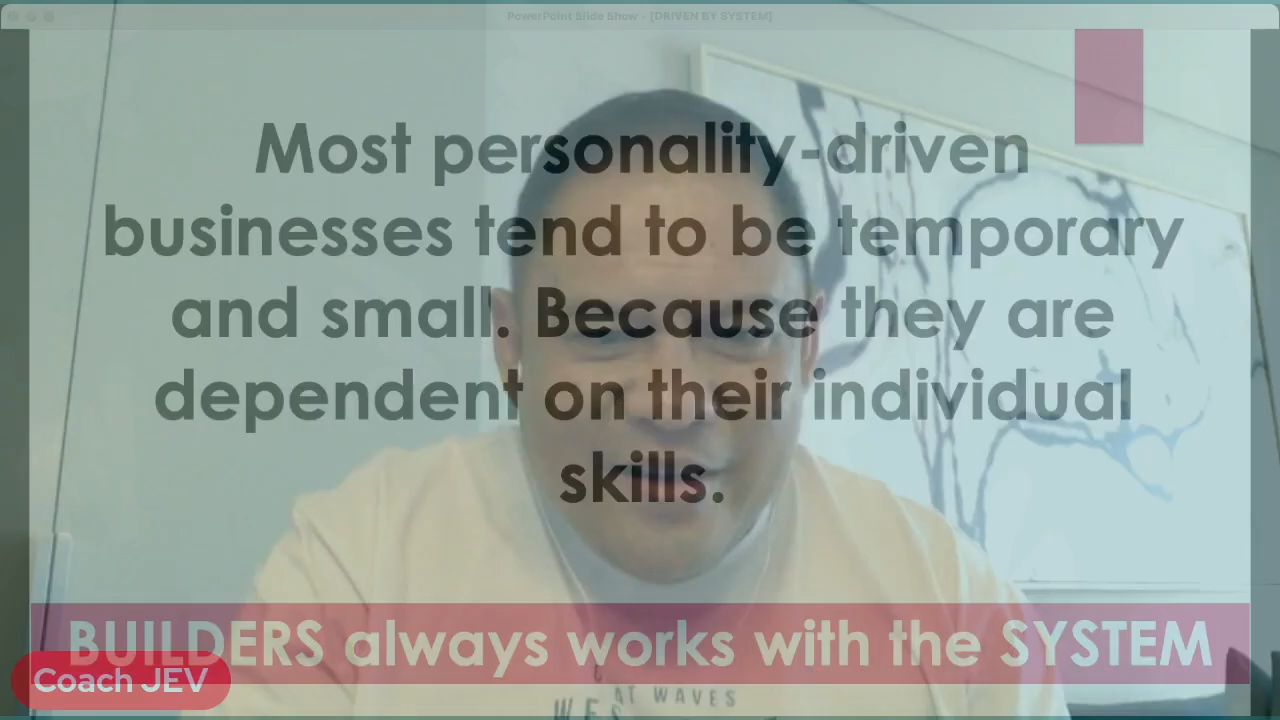 PowerPoint Slide Show - [DRIVEN BY SYSTEM]
Most personality-driven
businesses tend to be temporary
and small. Because they are
dependent on their individual
skills.
BUILDERS always works with the SYSTEM
Coach JEV
AT WAVES